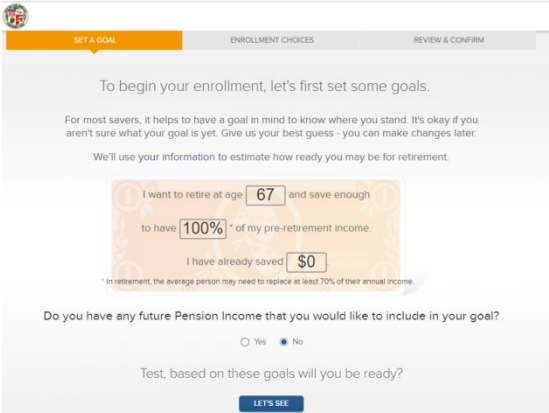 SET A GOAL ENROLLMENT CHOICES REVIEW & CONFIRM
To begin your enrollment, let's first set some goals.
For most savers, it helps to have a goal in mind to know where you stand. It's okay if you
aren't sure what your goal is yet. Give us your best guess - you can make changes later.
We'll use your information to estimate how ready you may be for retirement.
I want to retire at age 67 and save enough
to have 100% * of my pre-retirement income.
I have already saved $0 .
* In retirement, the average person may need to replace at least 70% of their annual income.
Do you have any future Pension Income that you would like to include in your goal?
Yes No
Test, based on these goals will you be ready?
LET'S SEE